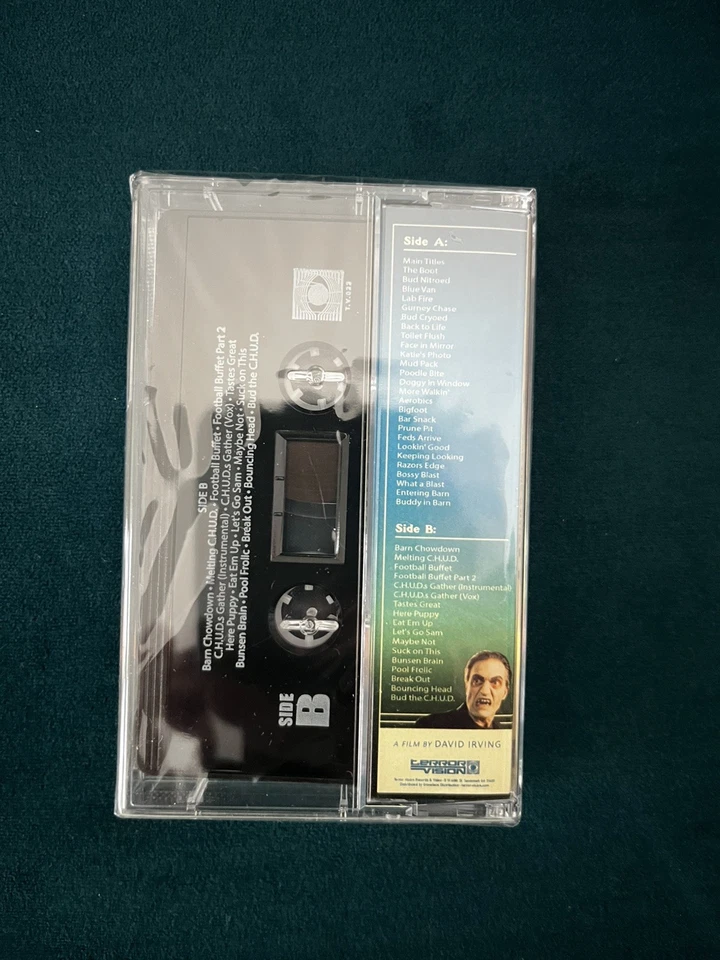 T.V.033
SIDE B
Barn Chowdown • Melting C.H.U.D. • Football Buffet • Football Buffet Part 2
C.H.U.D.s Gather (Instrumental) • C.H.U.D.s Gather (Vox) • Tastes Great
Here Puppy • Eat Em Up • Let's Go Sam • Maybe Not • Suck on This
Bunsen Brain • Pool Frolic • Break Out • Bouncing Head • Bud the C.H.U.D.
SIDE
B
Side A:
Main Titles
The Boot
Bud Nitroed
Blue Van
Lab Fire
Gurney Chase
Bud Cryoed
Back to Life
Toilet Flush
Face in Mirror
Katie's Photo
Mud Pack
Poodle Bite
Doggy in Window
More Walkin'
Aerobics
Bigfoot
Bar Snack
Prune Pit
Feds Arrive
Lookin' Good
Keeping Looking
Razors Edge
Bossy Blast
What a Blast
Entering Barn
Buddy in Barn
Side B:
Barn Chowdown
Melting C.H.U.D.
Football Buffet
Football Buffet Part 2
C.H.U.D.s Gather (Instrumental)
C.H.U.D.s Gather (Vox)
Tastes Great
Here Puppy
Eat Em Up
Let's Go Sam
Maybe Not
Suck on This
Bunsen Brain
Pool Frolic
Break Out
Bouncing Head
Bud the C.H.U.D.
A FILM BY DAVID IRVING
TERROR
VISION